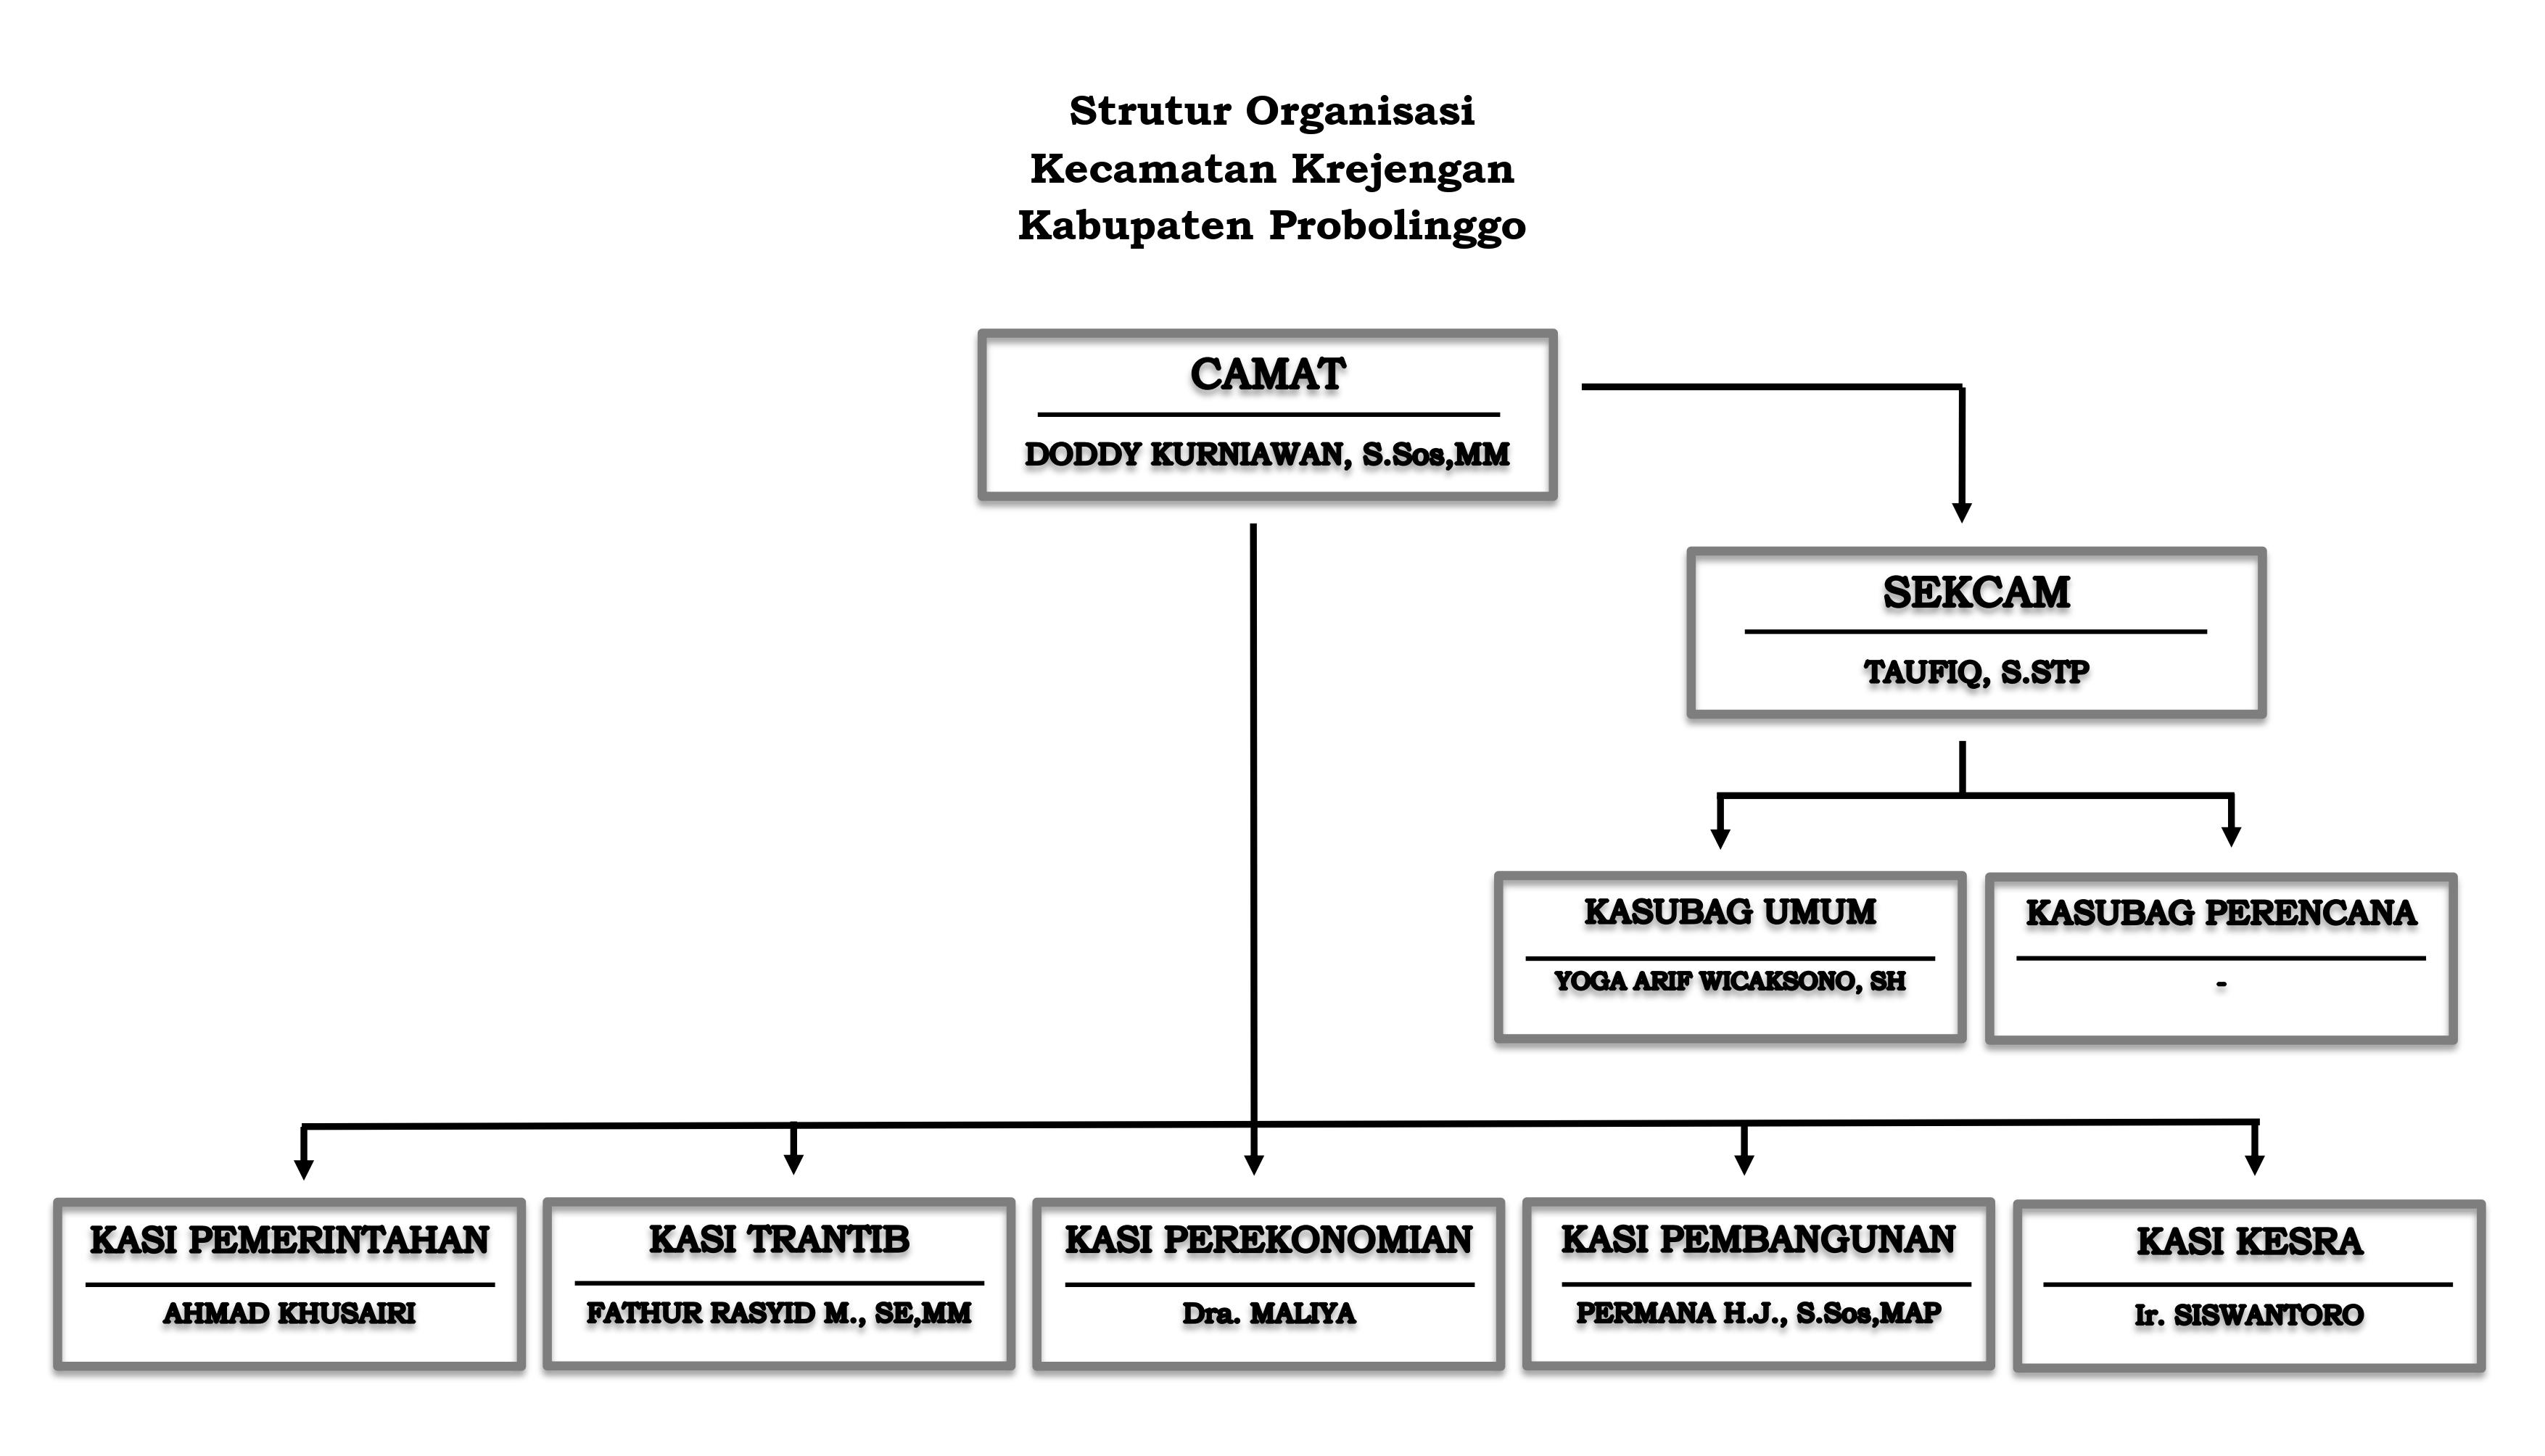 Strutur Organisasi
Kecamatan Krejengan
Kabupaten Probolinggo
CAMAT
DODDY KURNIAWAN, S.Sos,MM
SEKCAM
TAUFIQ, S.STP
KASUBAG UMUM
YOGA ARIF WICAKSONO, SH
KASUBAG PERENCANA
-
KASI PEMERINTAHAN
AHMAD KHUSAIRI
KASI TRANTIB
FATHUR RASYID M., SE,MM
KASI PEREKONOMIAN
Dra. MALIYA
KASI PEMBANGUNAN
PERMANA H.J., S.Sos,MAP
KASI KESRA
Ir. SISWANTORO